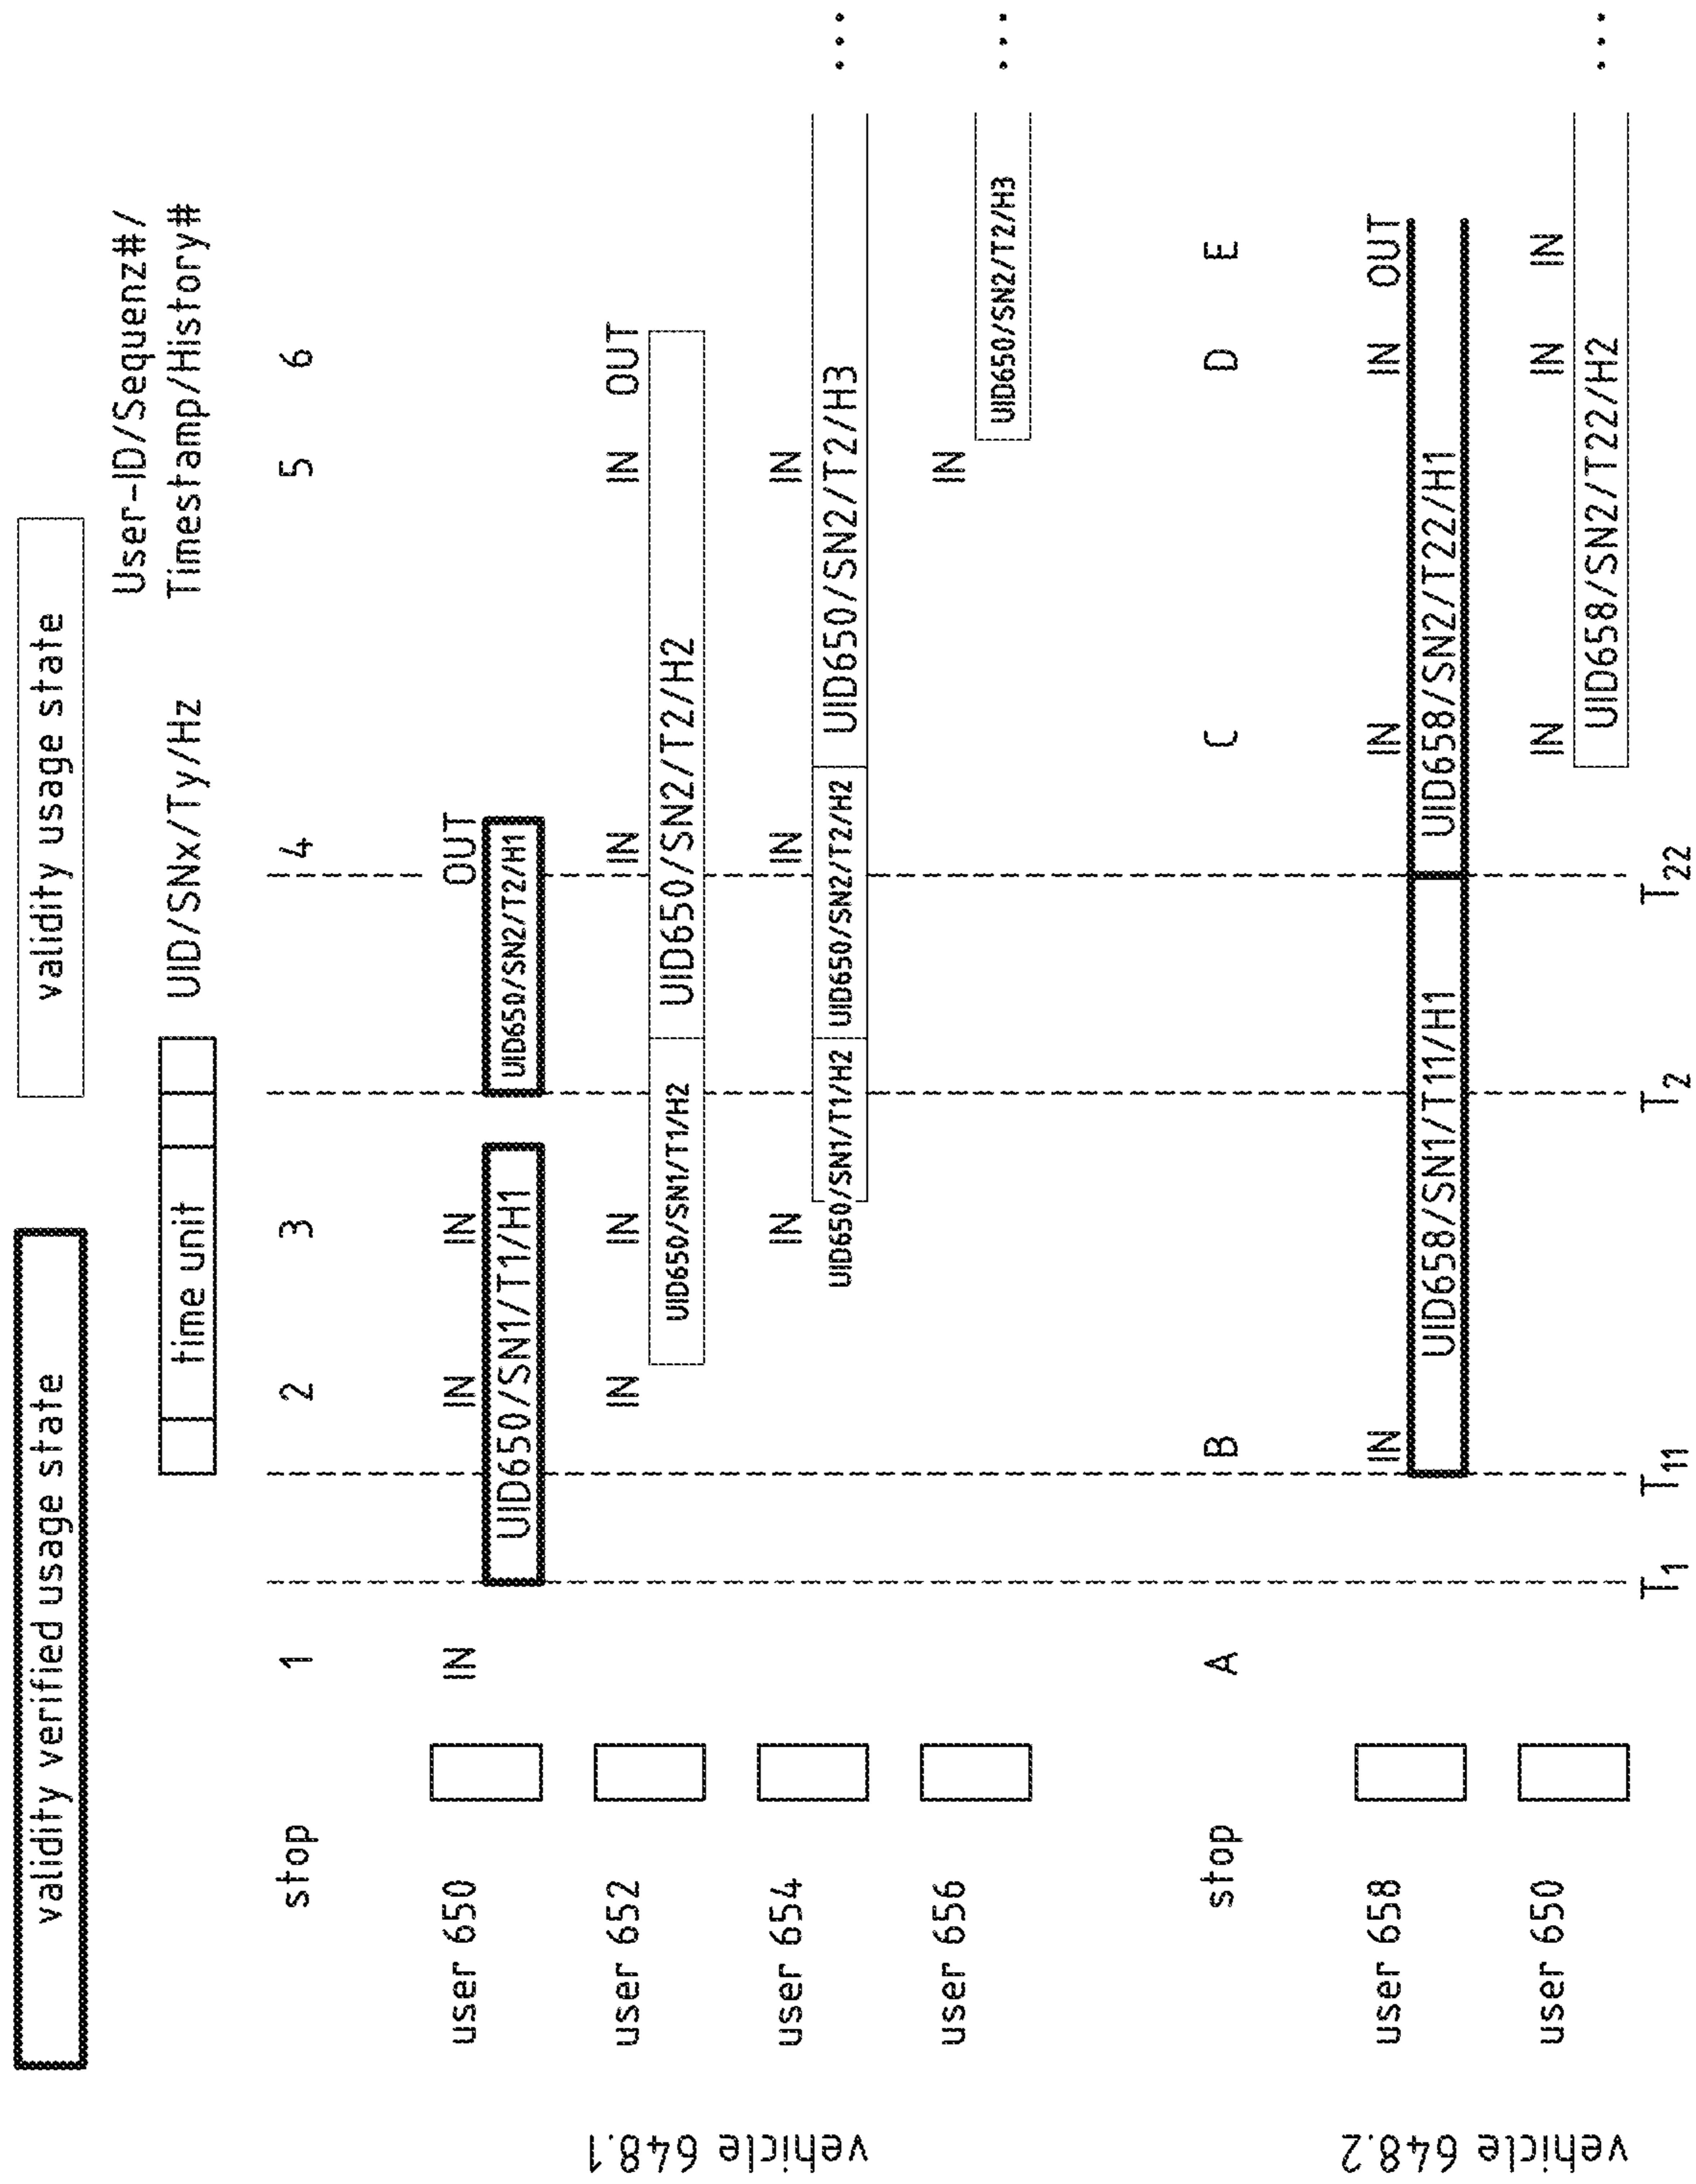 validity verified usage state
validity usage state
User-ID/Sequenz#/
time unit
UID/SNx/Ty/Hz
Timestamp/History#
stop 1 2 3 4 5 6
user 650 IN IN IN OUT
UID650/SN1/T1/H1 UID650/SN2/T2/H1
vehicle 648.1
user 652 IN IN IN IN OUT
UID650/SN1/T1/H2 UID650/SN2/T2/H2
user 654 IN IN IN
UID650/SN1/T1/H2 UID650/SN2/T2/H2 UID650/SN2/T2/H3 ...
user 656 IN
UID650/SN2/T2/H3 ...
stop A B C D E
vehicle 648.2
user 658 IN IN IN OUT
UID658/SN1/T11/H1 UID658/SN2/T22/H1
user 650 IN IN IN
UID658/SN2/T22/H2 ...
T1 T11 T2 T22